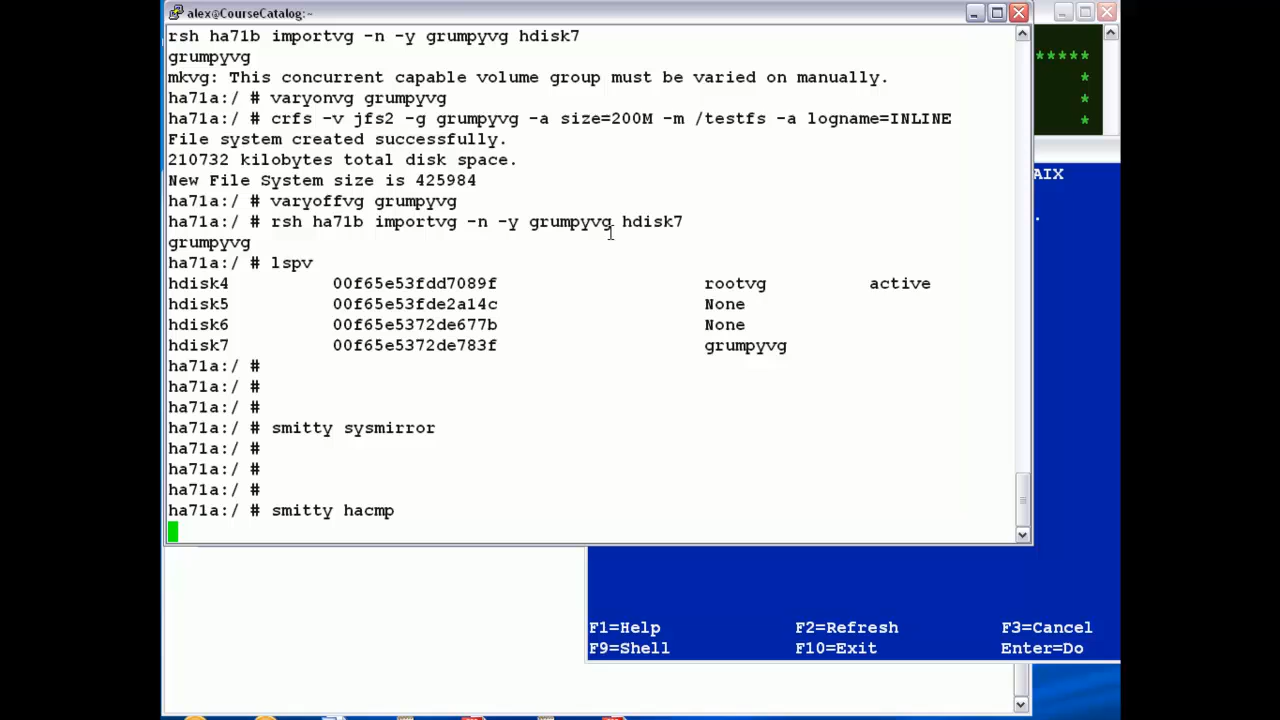 alex@CourseCatalog:~
rsh ha71b importvg -n -y grumpyvg hdisk7
grumpyvg
mkvg: This concurrent capable volume group must be varied on manually.
ha71a:/ # varyonvg grumpyvg
ha71a:/ # crfs -v jfs2 -g grumpyvg -a size=200M -m /testfs -a logname=INLINE
File system created successfully.
210732 kilobytes total disk space.
New File System size is 425984
ha71a:/ # varyoffvg grumpyvg
ha71a:/ # rsh ha71b importvg -n -y grumpyvg hdisk7
grumpyvg
ha71a:/ # lspv
hdisk4 00f65e53fdd7089f rootvg active
hdisk5 00f65e53fde2a14c None
hdisk6 00f65e5372de677b None
hdisk7 00f65e5372de783f grumpyvg
ha71a:/ #
ha71a:/ #
ha71a:/ #
ha71a:/ # smitty sysmirror
ha71a:/ #
ha71a:/ #
ha71a:/ #
ha71a:/ # smitty hacmp
*****
*
*
*
AIX
.
F1=Help F2=Refresh F3=Cancel
F9=Shell F10=Exit Enter=Do